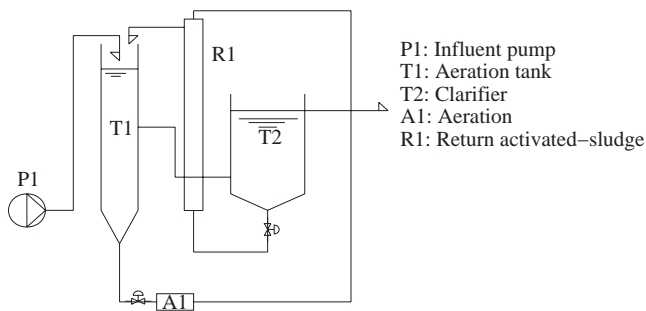 R1
P1: Influent pump
T1: Aeration tank
T2: Clarifier
A1: Aeration
R1: Return activated−sludge
T1
T2
P1
A1